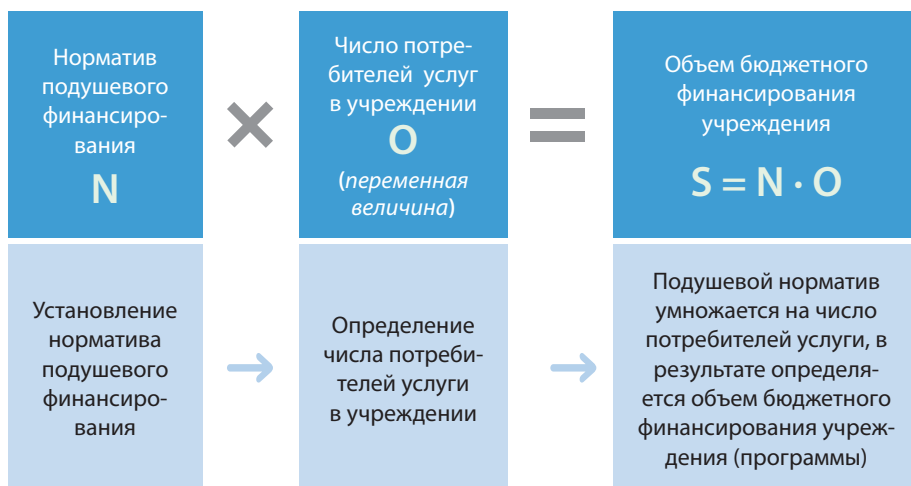 Норматив
подушевого
финансиро-
вания
N
×
Число потре-
бителей услуг
в учреждении
O
(переменная
величина)
=
Объем бюджетного
финансирования
учреждения
S = N · O
Установление
норматива
подушевого
финансиро-
вания
→
Определение
числа потреби-
телей услуги
в учреждении
→
Подушевой норматив
умножается на число
потребителей услуги, в
результате определя-
ется объем бюджетного
финансирования учреж-
дения (программы)